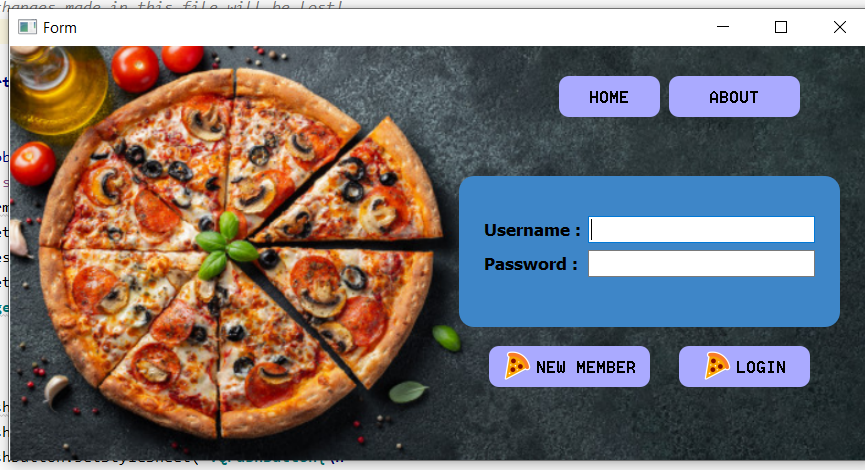 changes made in this file will be lost!
Form
HOME
ABOUT
Username :
Password :
NEW MEMBER
LOGIN